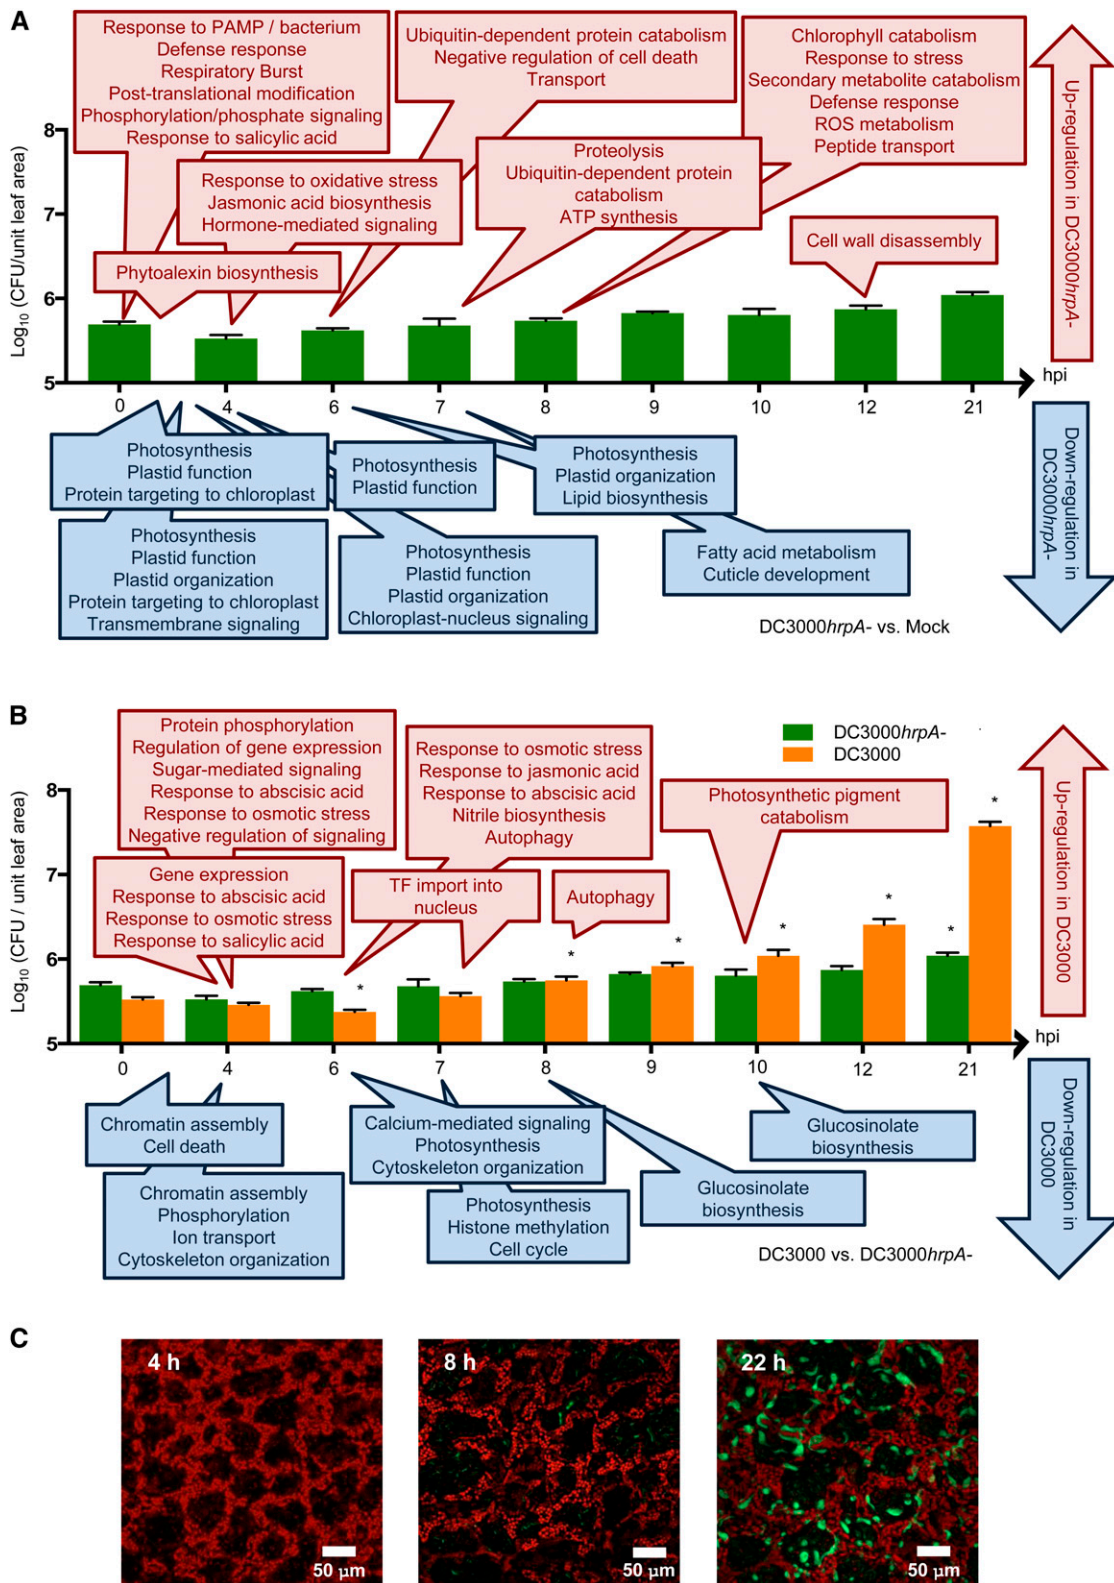 A
Response to PAMP / bacterium
Defense response
Respiratory Burst
Post-translational modification
Phosphorylation/phosphate signaling
Response to salicylic acid
Ubiquitin-dependent protein catabolism
Negative regulation of cell death
Transport
Chlorophyll catabolism
Response to stress
Secondary metabolite catabolism
Defense response
ROS metabolism
Peptide transport
Up-regulation in DC3000hrpA-
Response to oxidative stress
Jasmonic acid biosynthesis
Hormone-mediated signaling
Proteolysis
Ubiquitin-dependent protein
catabolism
ATP synthesis
Phytoalexin biosynthesis
Cell wall disassembly
Log10 (CFU/unit leaf area)
8
7
6
5
0
4
6
7
8
9
10
12
21
hpi
Photosynthesis
Plastid function
Protein targeting to chloroplast
Photosynthesis
Plastid function
Photosynthesis
Plastid organization
Lipid biosynthesis
Photosynthesis
Plastid function
Plastid organization
Protein targeting to chloroplast
Transmembrane signaling
Photosynthesis
Plastid function
Plastid organization
Chloroplast-nucleus signaling
Fatty acid metabolism
Cuticle development
Down-regulation in
DC3000hrpA-
DC3000hrpA- vs. Mock
B
Protein phosphorylation
Regulation of gene expression
Sugar-mediated signaling
Response to abscisic acid
Response to osmotic stress
Negative regulation of signaling
Response to osmotic stress
Response to jasmonic acid
Response to abscisic acid
Nitrile biosynthesis
Autophagy
DC3000hrpA-
DC3000
Photosynthetic pigment
catabolism
Up-regulation in DC3000
Gene expression
Response to abscisic acid
Response to osmotic stress
Response to salicylic acid
TF import into
nucleus
Autophagy
Log10 (CFU / unit leaf area)
8
7
6
5
*
*
*
*
*
*
*
0
4
6
7
8
9
10
12
21
hpi
Chromatin assembly
Cell death
Calcium-mediated signaling
Photosynthesis
Cytoskeleton organization
Glucosinolate
biosynthesis
Chromatin assembly
Phosphorylation
Ion transport
Cytoskeleton organization
Photosynthesis
Histone methylation
Cell cycle
Glucosinolate
biosynthesis
Down-regulation in
DC3000
DC3000 vs. DC3000hrpA-
C
4 h
50 µm
8 h
50 µm
22 h
50 µm